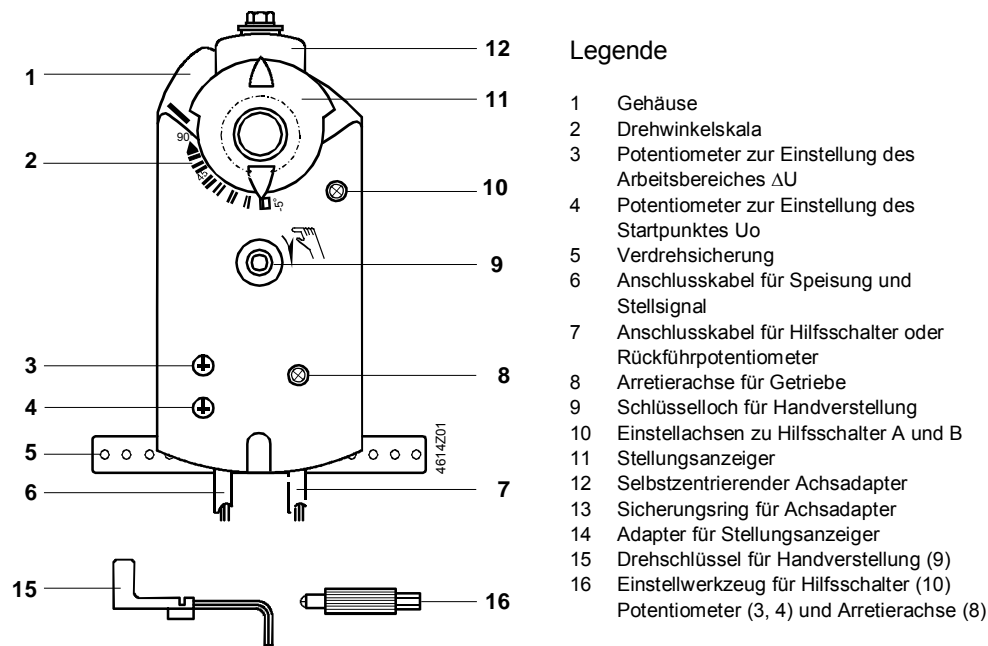 12
1
11
90
2
45
-5°
10
9
3
8
4
5
4614Z01
6
7
15
16
Legende
1 Gehäuse
2 Drehwinkelskala
3 Potentiometer zur Einstellung des
Arbeitsbereiches ΔU
4 Potentiometer zur Einstellung des
Startpunktes Uo
5 Verdrehsicherung
6 Anschlusskabel für Speisung und
Stellsignal
7 Anschlusskabel für Hilfsschalter oder
Rückführpotentiometer
8 Arretierachse für Getriebe
9 Schlüsselloch für Handverstellung
10 Einstellachsen zu Hilfsschalter A und B
11 Stellungsanzeiger
12 Selbstzentrierender Achsadapter
13 Sicherungsring für Achsadapter
14 Adapter für Stellungsanzeiger
15 Drehschlüssel für Handverstellung (9)
16 Einstellwerkzeug für Hilfsschalter (10)
Potentiometer (3, 4) und Arretierachse (8)